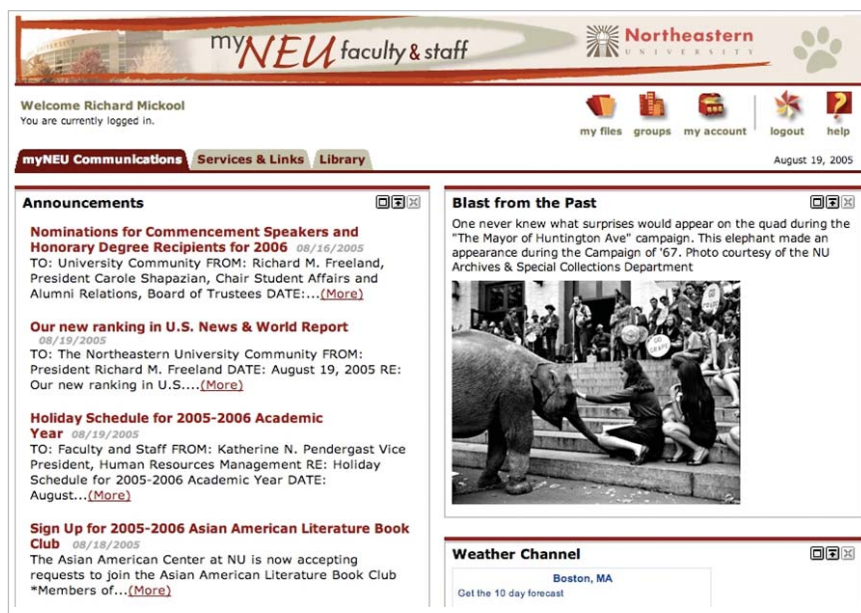 myNEU faculty & staff
Northeastern
UNIVERSITY
Welcome Richard Mickool
You are currently logged in.
my files groups my account logout help
myNEU Communications Services & Links Library
August 19, 2005
Announcements
Nominations for Commencement Speakers and
Honorary Degree Recipients for 2006 08/16/2005
TO: University Community FROM: Richard M. Freeland,
President Carole Shapazian, Chair Student Affairs and
Alumni Relations, Board of Trustees DATE:...(More)
Our new ranking in U.S. News & World Report
08/19/2005
TO: The Northeastern University Community FROM:
President Richard M. Freeland DATE: August 19, 2005 RE:
Our new ranking in U.S....(More)
Holiday Schedule for 2005-2006 Academic
Year 08/19/2005
TO: Faculty and Staff FROM: Katherine N. Pendergast Vice
President, Human Resources Management RE: Holiday
Schedule for 2005-2006 Academic Year DATE:
August...(More)
Sign Up for 2005-2006 Asian American Literature Book
Club 08/18/2005
The Asian American Center at NU is now accepting
requests to join the Asian American Literature Book Club
*Members of...(More)
Blast from the Past
One never knew what surprises would appear on the quad during the
"The Mayor of Huntington Ave" campaign. This elephant made an
appearance during the Campaign of '67. Photo courtesy of the NU
Archives & Special Collections Department
Weather Channel
Boston, MA
Get the 10 day forecast